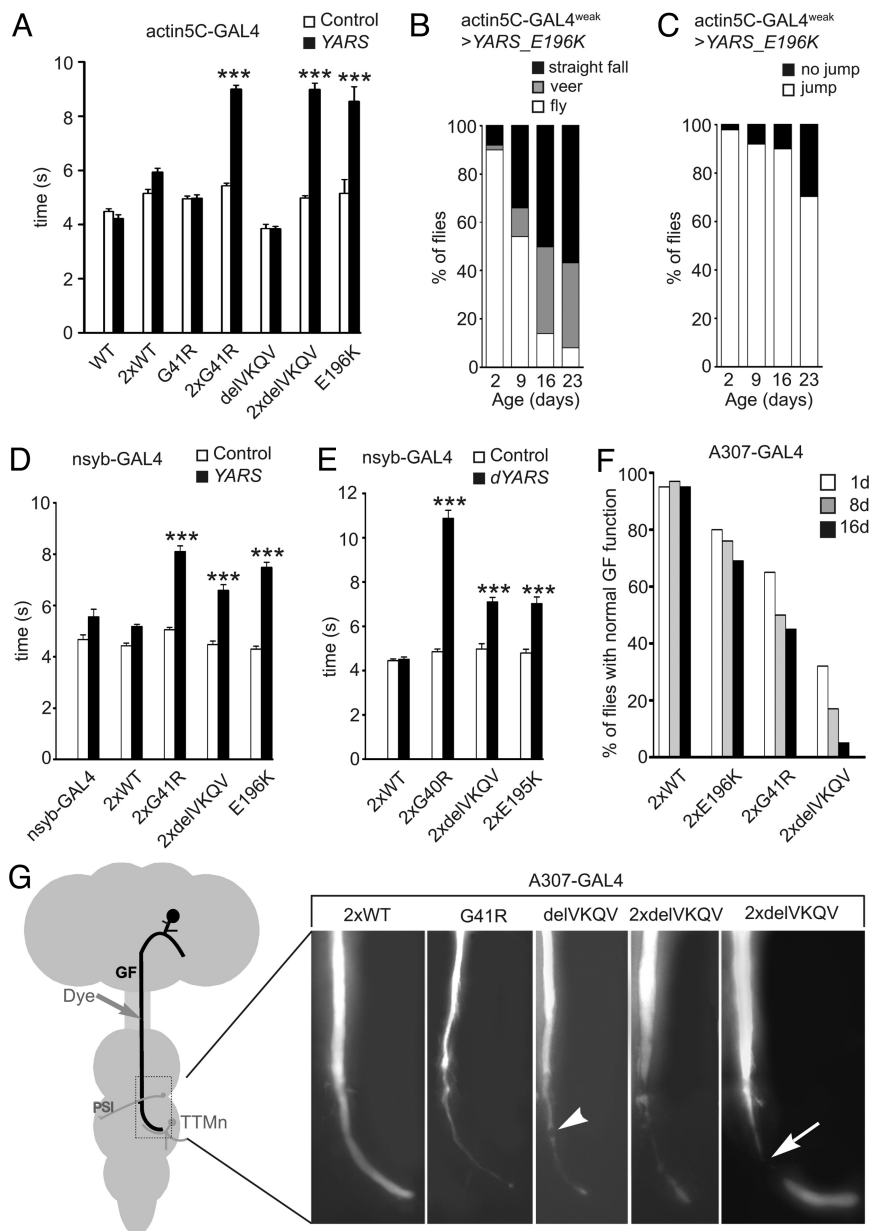 A
actin5C-GAL4
Control
YARS
***
***
***
time (s)
10
8
6
4
2
0
WT
2xWT
G41R
2xG41R
delVKQV
2xdelVKQV
E196K
B
actin5C-GAL4weak
>YARS_E196K
straight fall
veer
fly
% of flies
100
80
60
40
20
0
2 9 16 23
Age (days)
C
actin5C-GAL4weak
>YARS_E196K
no jump
jump
% of flies
100
80
60
40
20
0
2 9 16 23
Age (days)
D
nsyb-GAL4
Control
YARS
***
***
***
time (s)
10
8
6
4
2
0
nsyb-GAL4
2xWT
2xG41R
2xdelVKQV
E196K
E
nsyb-GAL4
Control
dYARS
***
***
***
time (s)
12
10
8
6
4
2
0
2xWT
2xG40R
2xdelVKQV
2xE195K
F
A307-GAL4
1d
8d
16d
% of flies with normal GF function
100
80
60
40
20
0
2xWT
2xE196K
2xG41R
2xdelVKQV
G
GF
Dye
PSI
TTMn
A307-GAL4
2xWT
G41R
delVKQV
2xdelVKQV
2xdelVKQV